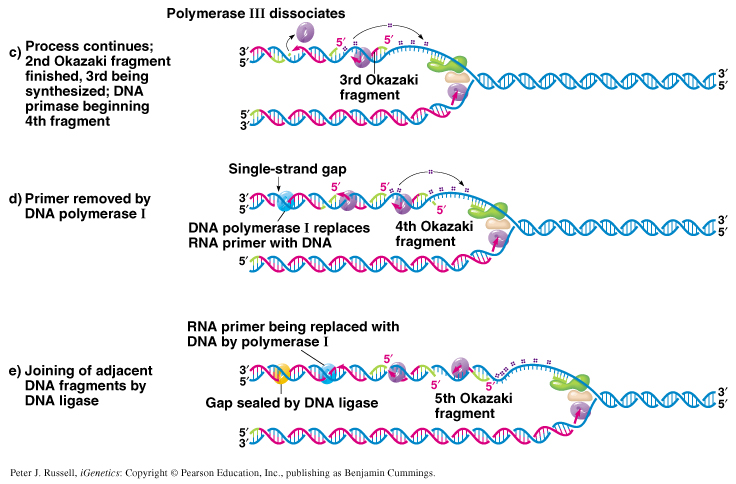 Polymerase III dissociates
c) Process continues;
2nd Okazaki fragment
finished, 3rd being
synthesized; DNA
primase beginning
4th fragment
3′
5′
5′
5′
3rd Okazaki
fragment
3′
5′
5′
3′
Single-strand gap
d) Primer removed by
DNA polymerase I
3′
5′
5′
5′
DNA polymerase I replaces
RNA primer with DNA
4th Okazaki
fragment
3′
5′
5′
3′
RNA primer being replaced with
DNA by polymerase I
e) Joining of adjacent
DNA fragments by
DNA ligase
3′
5′
5′
5′
5′
Gap sealed by DNA ligase
5th Okazaki
fragment
3′
5′
5′
3′
Peter J. Russell, iGenetics: Copyright © Pearson Education, Inc., publishing as Benjamin Cummings.